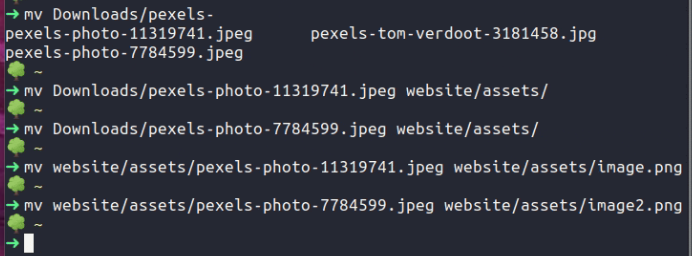 ➜ mv Downloads/pexels-
pexels-photo-11319741.jpeg pexels-tom-verdoot-3181458.jpg
pexels-photo-7784599.jpeg
🌳 ~
➜ mv Downloads/pexels-photo-11319741.jpeg website/assets/
🌳 ~
➜ mv Downloads/pexels-photo-7784599.jpeg website/assets/
🌳 ~
➜ mv website/assets/pexels-photo-11319741.jpeg website/assets/image.png
🌳 ~
➜ mv website/assets/pexels-photo-7784599.jpeg website/assets/image2.png
🌳 ~
➜